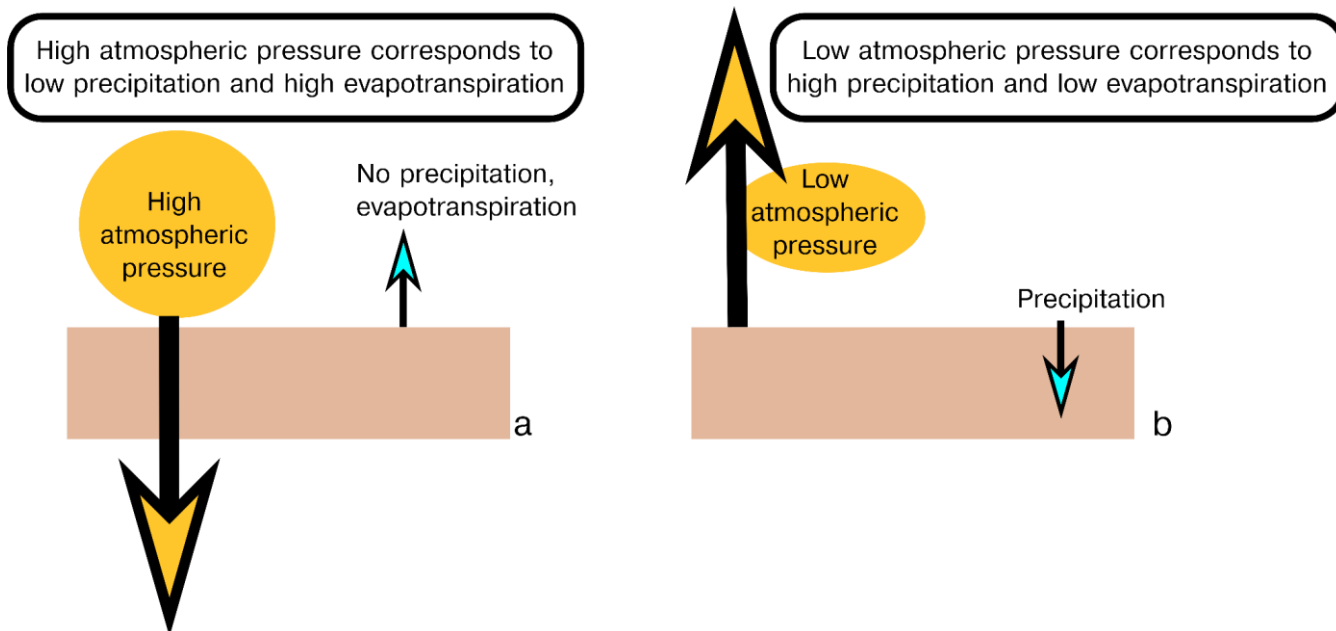 High atmospheric pressure corresponds to
low precipitation and high evapotranspiration
High
atmospheric
pressure
No precipitation,
evapotranspiration
a
Low atmospheric pressure corresponds to
high precipitation and low evapotranspiration
Low
atmospheric
pressure
Precipitation
b